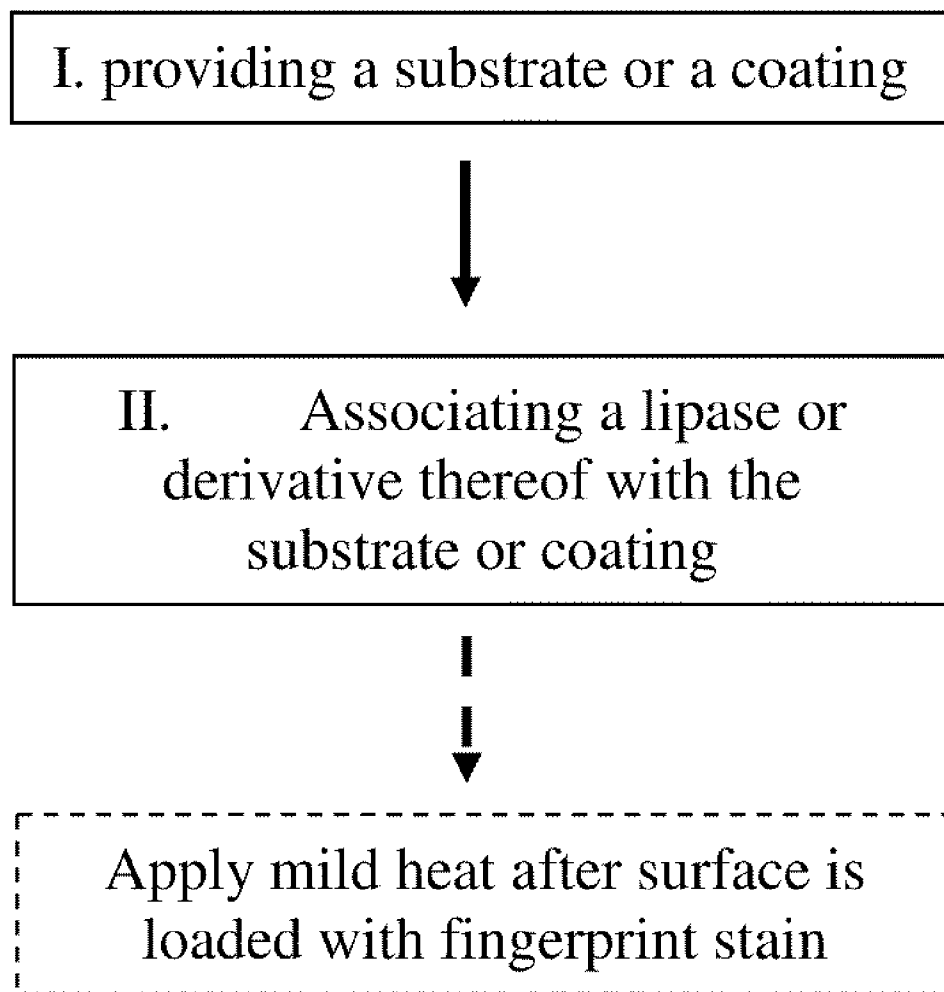 I. providing a substrate or a coating
II. Associating a lipase or
derivative thereof with the
substrate or coating
Apply mild heat after surface is
loaded with fingerprint stain